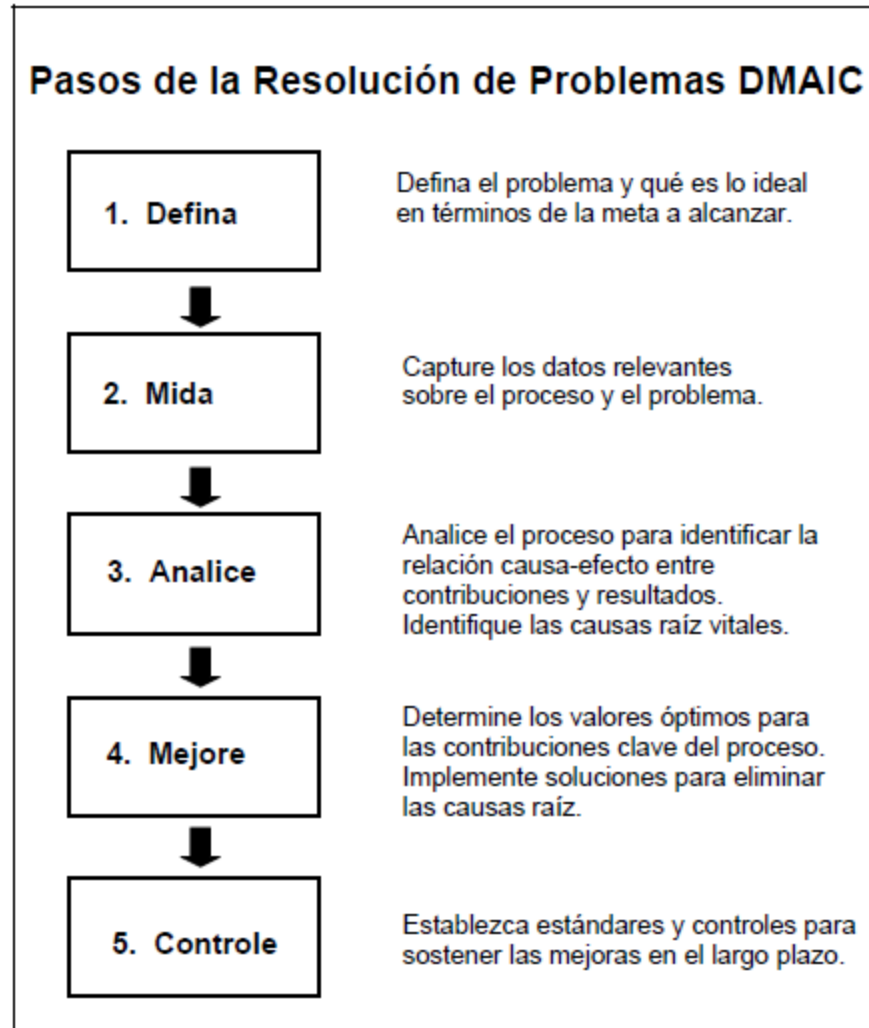 Pasos de la Resolución de Problemas DMAIC
1. Defina
Defina el problema y qué es lo ideal
en términos de la meta a alcanzar.
2. Mida
Capture los datos relevantes
sobre el proceso y el problema.
3. Analice
Analice el proceso para identificar la
relación causa-efecto entre
contribuciones y resultados.
Identifique las causas raíz vitales.
4. Mejore
Determine los valores óptimos para
las contribuciones clave del proceso.
Implemente soluciones para eliminar
las causas raíz.
5. Controle
Establezca estándares y controles para
sostener las mejoras en el largo plazo.